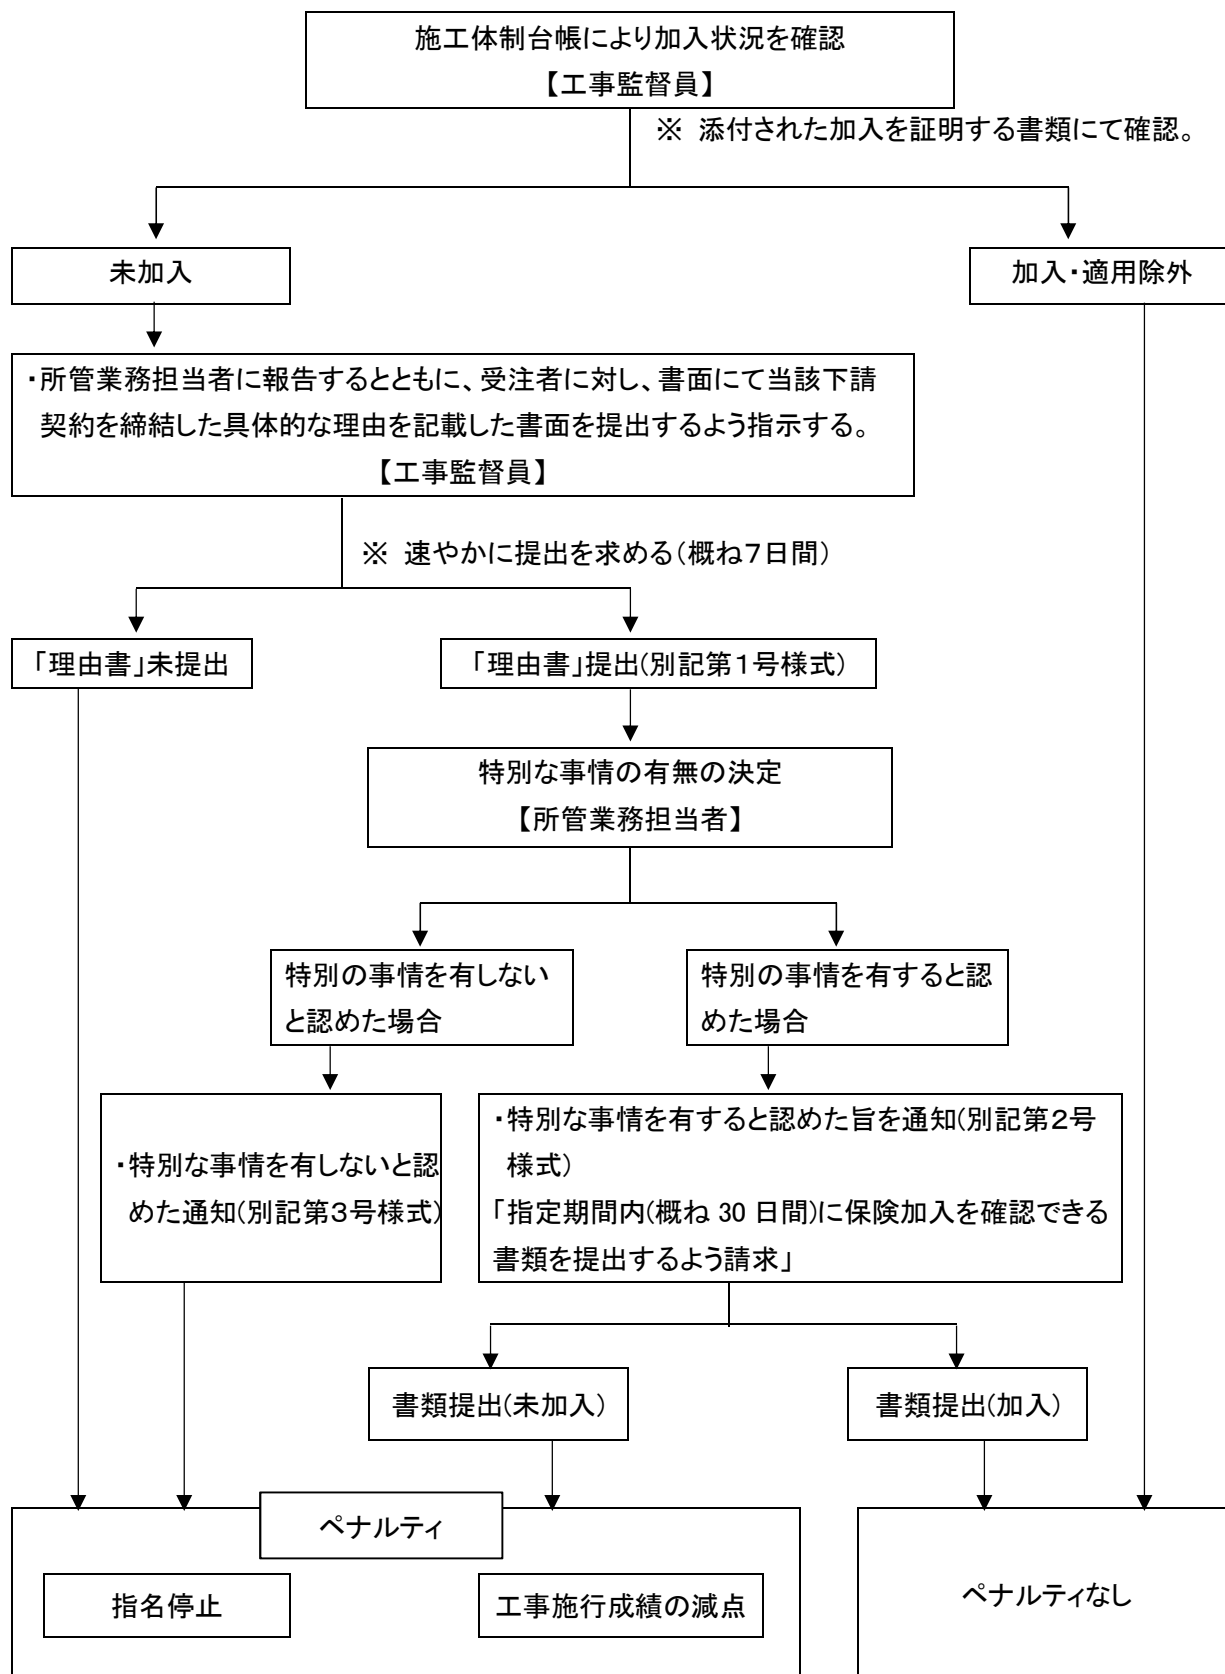 施工体制台帳により加入状況を確認
【工事監督員】
※ 添付された加入を証明する書類にて確認。
未加入
加入・適用除外
・所管業務担当者に報告するとともに、受注者に対し、書面にて当該下請
契約を締結した具体的な理由を記載した書面を提出するよう指示する。
【工事監督員】
※ 速やかに提出を求める(概ね7日間)
「理由書」未提出
「理由書」提出(別記第1号様式)
特別な事情の有無の決定
【所管業務担当者】
特別の事情を有しない
と認めた場合
特別の事情を有すると認
めた場合
・特別な事情を有しないと認
めた通知(別記第3号様式)
・特別な事情を有すると認めた旨を通知(別記第2号
様式)
「指定期間内(概ね 30 日間)に保険加入を確認できる
書類を提出するよう請求」
書類提出(未加入)
書類提出(加入)
ペナルティ
指名停止
工事施行成績の減点
ペナルティなし